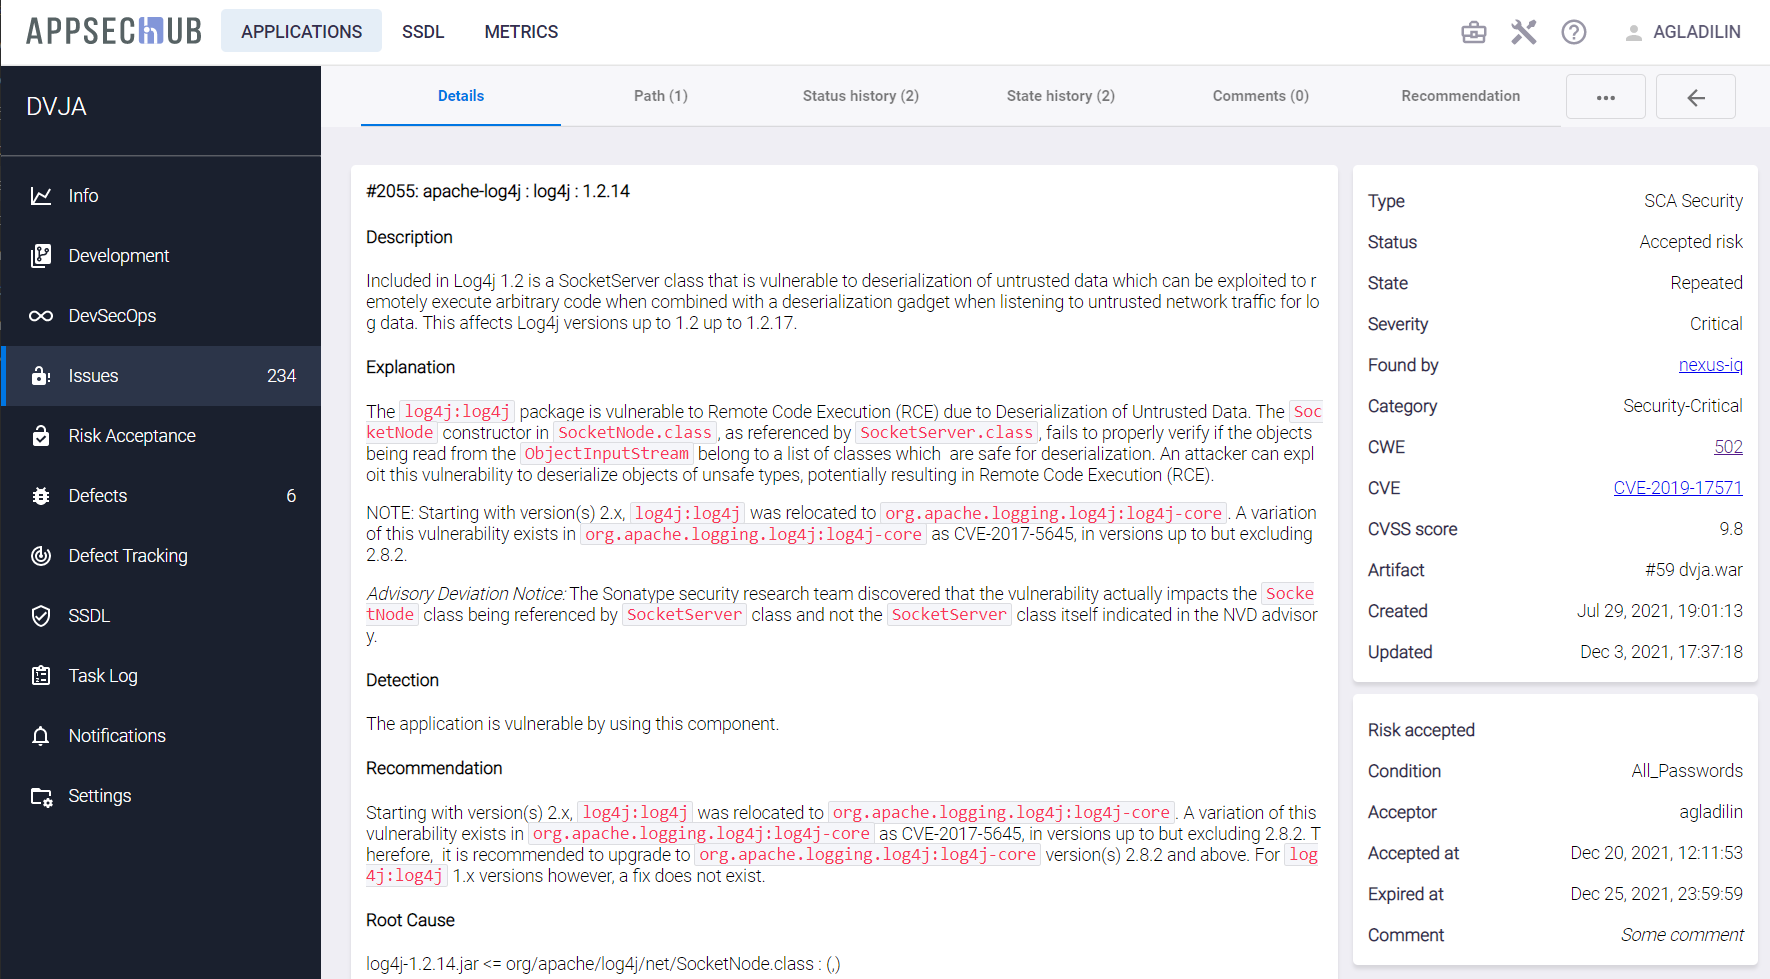 APPSECHUB
APPLICATIONS
SSDL
METRICS
AGLADILIN
DVJA
Info
Development
DevSecOps
Issues 234
Risk Acceptance
Defects 6
Defect Tracking
SSDL
Task Log
Notifications
Settings
Details
Path (1)
Status history (2)
State history (2)
Comments (0)
Recommendation
#2055: apache-log4j : log4j : 1.2.14
Description
Included in Log4j 1.2 is a SocketServer class that is vulnerable to deserialization of untrusted data which can be exploited to r
emotely execute arbitrary code when combined with a deserialization gadget when listening to untrusted network traffic for lo
g data. This affects Log4j versions up to 1.2 up to 1.2.17.
Explanation
The log4j:log4j package is vulnerable to Remote Code Execution (RCE) due to Deserialization of Untrusted Data. The Soc
ketNode constructor in SocketNode.class, as referenced by SocketServer.class, fails to properly verify if the objects
being read from the ObjectInputStream belong to a list of classes which are safe for deserialization. An attacker can expl
oit this vulnerability to deserialize objects of unsafe types, potentially resulting in Remote Code Execution (RCE).
NOTE: Starting with version(s) 2.x, log4j:log4j was relocated to org.apache.logging.log4j:log4j-core. A variation
of this vulnerability exists in org.apache.logging.log4j:log4j-core as CVE-2017-5645, in versions up to but excluding
2.8.2.
Advisory Deviation Notice: The Sonatype security research team discovered that the vulnerability actually impacts the Socke
tNode class being referenced by SocketServer class and not the SocketServer class itself indicated in the NVD advisor
y.
Detection
The application is vulnerable by using this component.
Recommendation
Starting with version(s) 2.x, log4j:log4j was relocated to org.apache.logging.log4j:log4j-core. A variation of this
vulnerability exists in org.apache.logging.log4j:log4j-core as CVE-2017-5645, in versions up to but excluding 2.8.2. T
herefore, it is recommended to upgrade to org.apache.logging.log4j:log4j-core version(s) 2.8.2 and above. For log
4j:log4j 1.x versions however, a fix does not exist.
Root Cause
log4j-1.2.14.jar <= org/apache/log4j/net/SocketNode.class : (,)
Type SCA Security
Status Accepted risk
State Repeated
Severity Critical
Found by nexus-iq
Category Security-Critical
CWE 502
CVE CVE-2019-17571
CVSS score 9.8
Artifact #59 dvja.war
Created Jul 29, 2021, 19:01:13
Updated Dec 3, 2021, 17:37:18
Risk accepted
Condition All_Passwords
Acceptor agladilin
Accepted at Dec 20, 2021, 12:11:53
Expired at Dec 25, 2021, 23:59:59
Comment Some comment